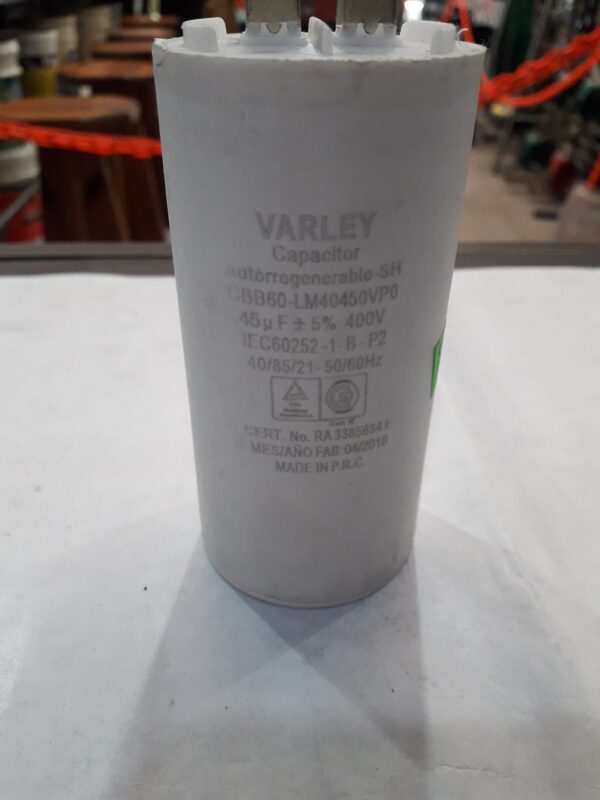 VARLEY
Capacitor
autorregenerable-SH
CBB60-LM40450VP0
45µF ± 5% 400V
IEC60252-1-B-P2
40/85/21-50/60Hz
CERT. No. RA 3385634 E
MES/AÑO FAB:04/2018
MADE IN P.R.C